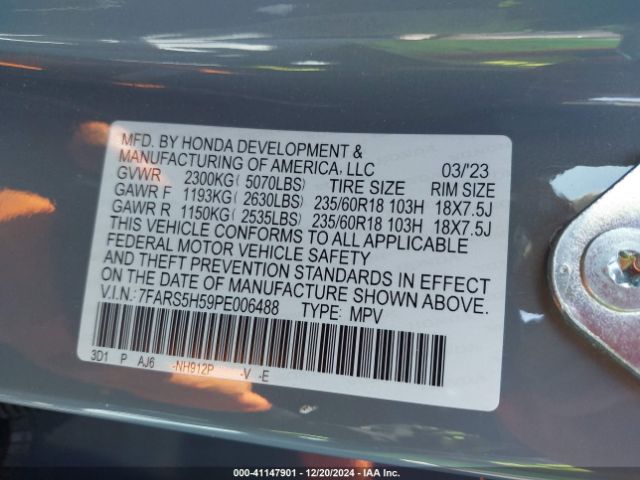 MFD. BY HONDA DEVELOPMENT &
MANUFACTURING OF AMERICA, LLC 03/'23
GVWR 2300KG( 5070LBS) TIRE SIZE RIM SIZE
GAWR F 1193KG( 2630LBS) 235/60R18 103H 18X7.5J
GAWR R 1150KG( 2535LBS) 235/60R18 103H 18X7.5J
THIS VEHICLE CONFORMS TO ALL APPLICABLE
FEDERAL MOTOR VEHICLE SAFETY
AND THEFT PREVENTION STANDARDS IN EFFECT
ON THE DATE OF MANUFACTURE SHOWN ABOVE.
V.I.N.:7FARS5H59PE006488 TYPE: MPV
3D1 P AJ6 -NH912P -V -E
000-41147901 - 12/20/2024 - IAAI.COM